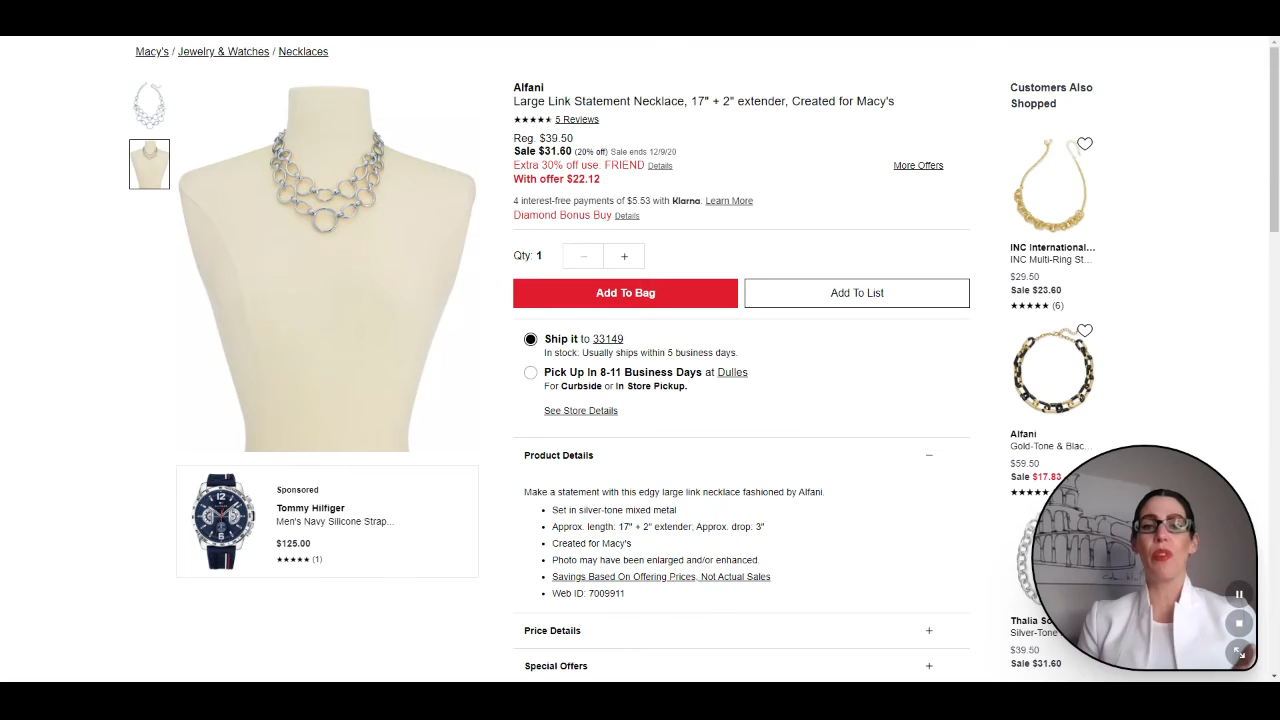 Macy's / Jewelry & Watches / Necklaces
Alfani
Large Link Statement Necklace, 17" + 2" extender, Created for Macy's
5 Reviews
Reg. $39.50
Sale $31.60 (20% off) Sale ends 12/9/20
Extra 30% off use: FRIEND Details
More Offers
With offer $22.12
4 interest-free payments of $5.53 with Klarna. Learn More
Diamond Bonus Buy Details
Qty: 1
Add To Bag
Add To List
Ship it to 33149
In stock: Usually ships within 5 business days.
Pick Up In 8-11 Business Days at Dulles
For Curbside or In Store Pickup.
See Store Details
Product Details
Make a statement with this edgy large link necklace fashioned by Alfani.
Set in silver-tone mixed metal
Approx. length: 17" + 2" extender; Approx. drop: 3"
Created for Macy's
Photo may have been enlarged and/or enhanced.
Savings Based On Offering Prices, Not Actual Sales
Web ID: 7009911
Price Details
Special Offers
Sponsored
Tommy Hilfiger
Men's Navy Silicone Strap...
$125.00
(1)
Customers Also
Shopped
INC International...
INC Multi-Ring St...
$29.50
Sale $23.60
(6)
Alfani
Gold-Tone & Blac...
$59.50
Sale $17.83
Thalia
Silver-Tone
$39.50
Sale $31.60